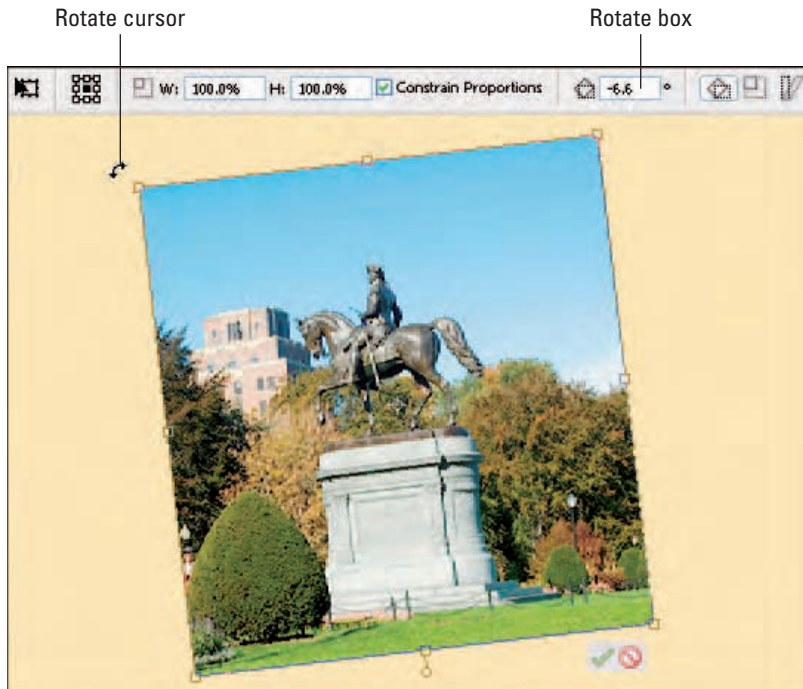 Rotate cursor Rotate box
W: 100.0% H: 100.0% Constrain Proportions -6.6 °